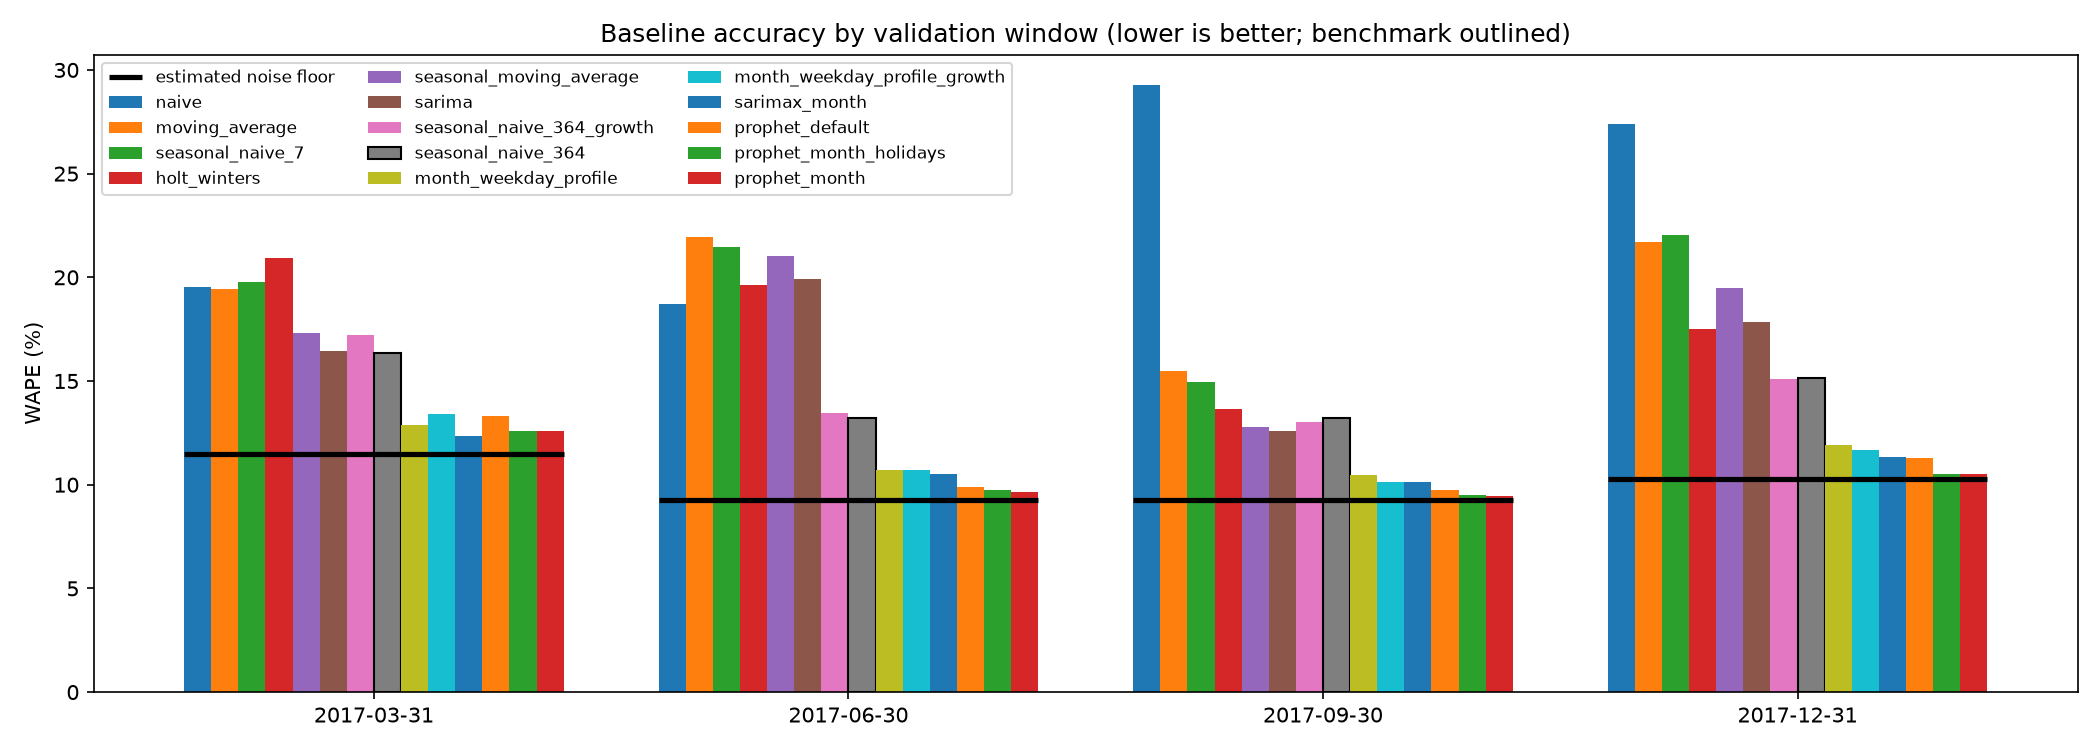 Baseline accuracy by validation window (lower is better; benchmark outlined)
WAPE (%)
30
25
20
15
10
5
0
estimated noise floor
naive
moving_average
seasonal_naive_7
holt_winters
seasonal_moving_average
sarima
seasonal_naive_364_growth
seasonal_naive_364
month_weekday_profile
month_weekday_profile_growth
sarimax_month
prophet_default
prophet_month_holidays
prophet_month
2017-03-31
2017-06-30
2017-09-30
2017-12-31